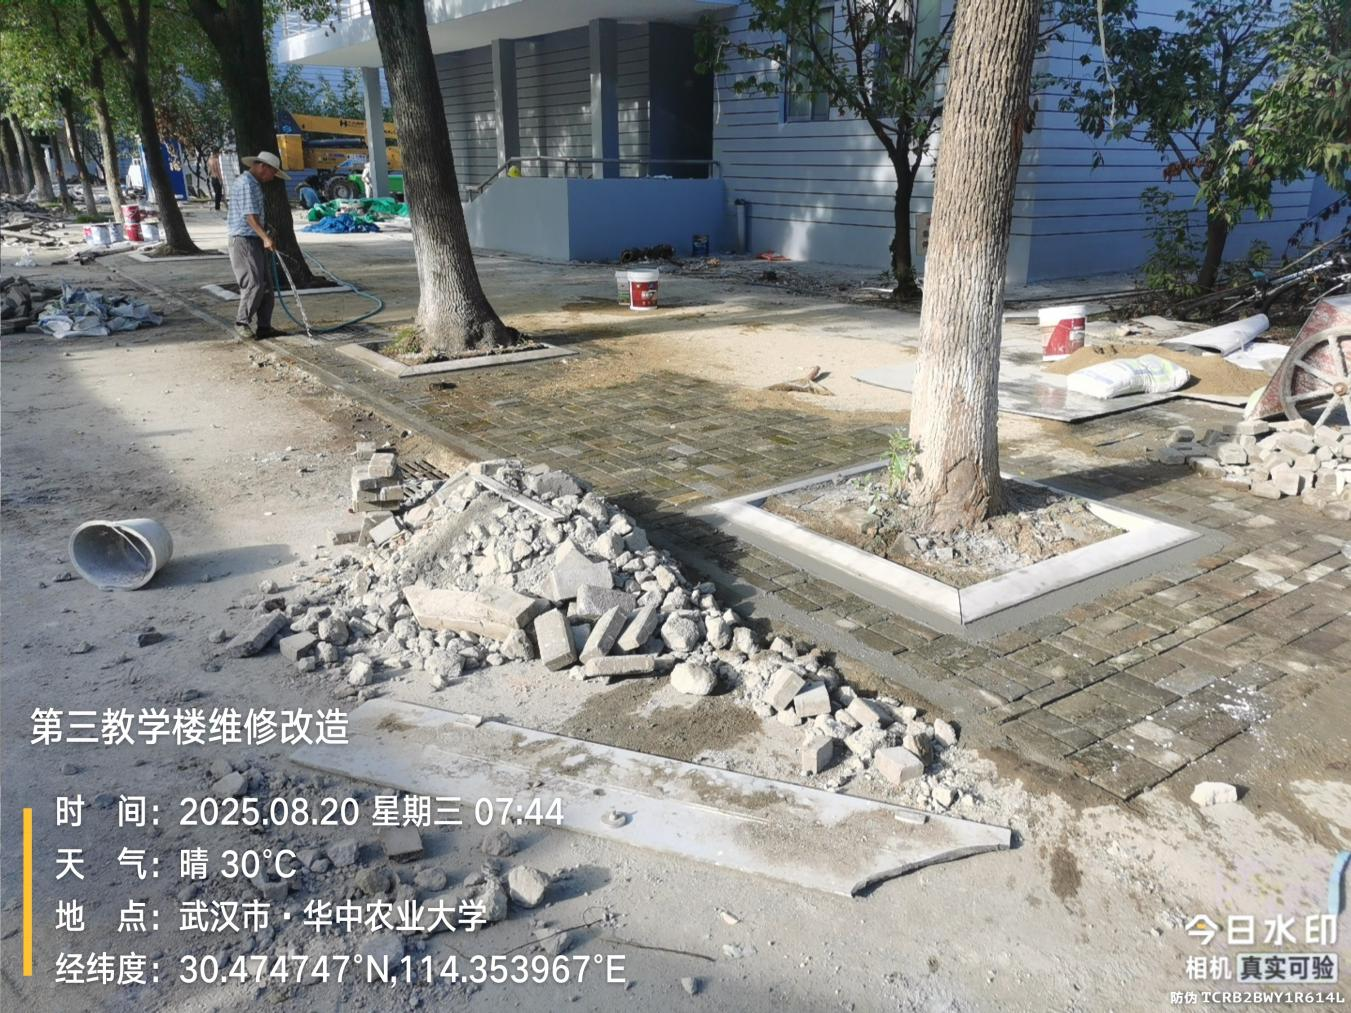 第三教学楼维修改造
时 间：2025.08.20 星期三 07:44
天 气：晴 30°C
地 点：武汉市·华中农业大学
经纬度：30.474747°N,114.353967°E
今日水印
相机 真实可验
防伪 TCRB2BWY1R614L